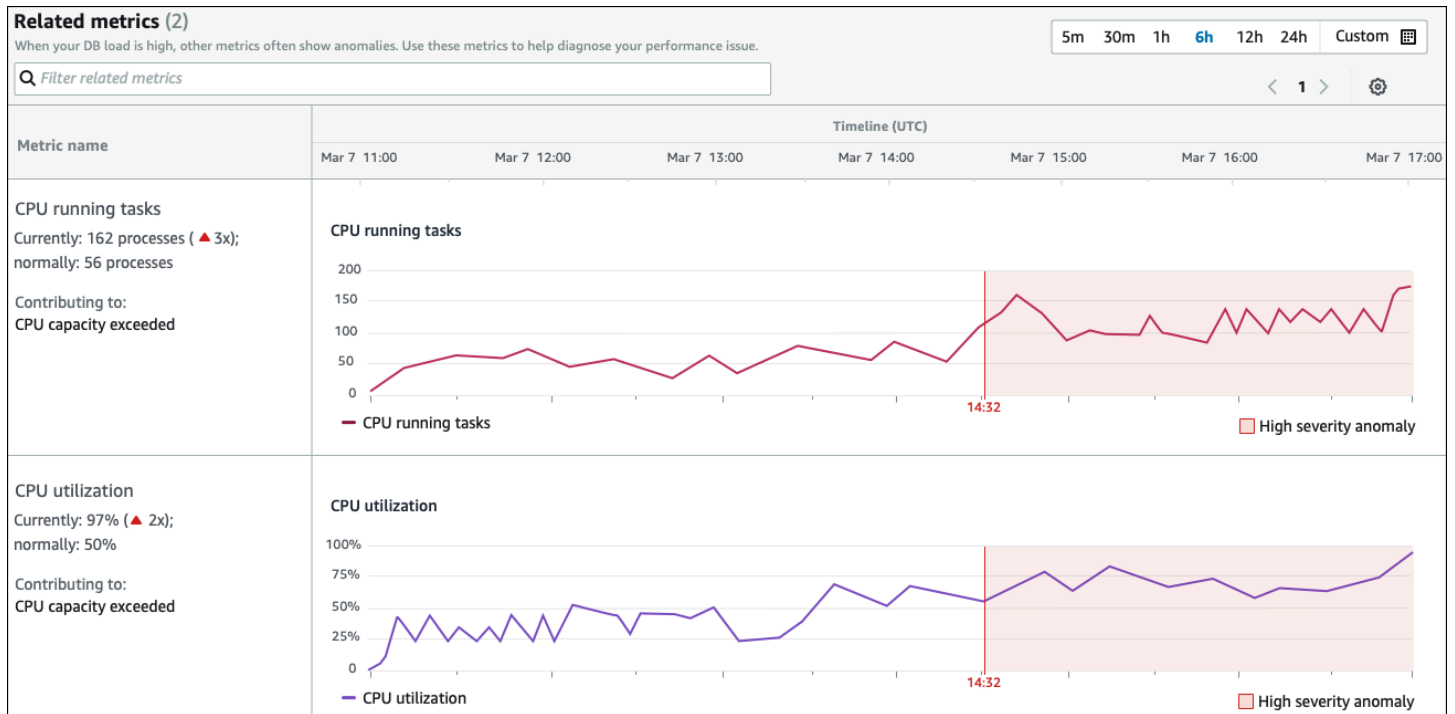 Related metrics (2)
When your DB load is high, other metrics often show anomalies. Use these metrics to help diagnose your performance issue.
5m 30m 1h 6h 12h 24h Custom
Filter related metrics
< 1 >
Metric name
Timeline (UTC)
Mar 7 11:00 Mar 7 12:00 Mar 7 13:00 Mar 7 14:00 Mar 7 15:00 Mar 7 16:00 Mar 7 17:00
CPU running tasks
Currently: 162 processes ( ▲ 3x);
normally: 56 processes
Contributing to:
CPU capacity exceeded
CPU running tasks
200
150
100
50
0
14:32
CPU running tasks
High severity anomaly
CPU utilization
Currently: 97% (▲ 2x);
normally: 50%
Contributing to:
CPU capacity exceeded
CPU utilization
100%
75%
50%
25%
0
14:32
CPU utilization
High severity anomaly